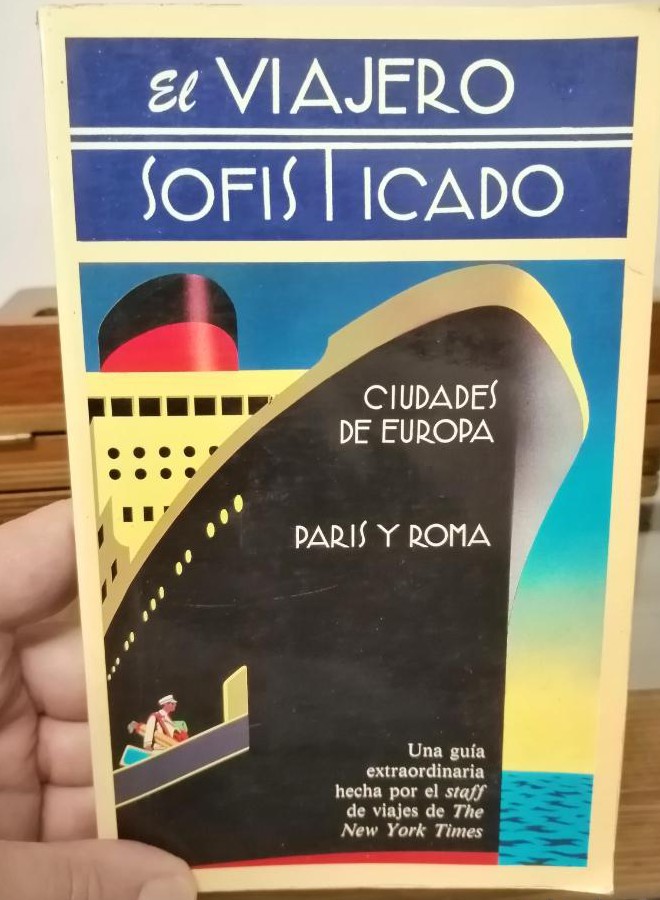 El VIAJERO
SOFISTICADO
CIUDADES
DE EUROPA
PARIS Y ROMA
Una guía
extraordinaria
hecha por el staff
de viajes de The
New York Times